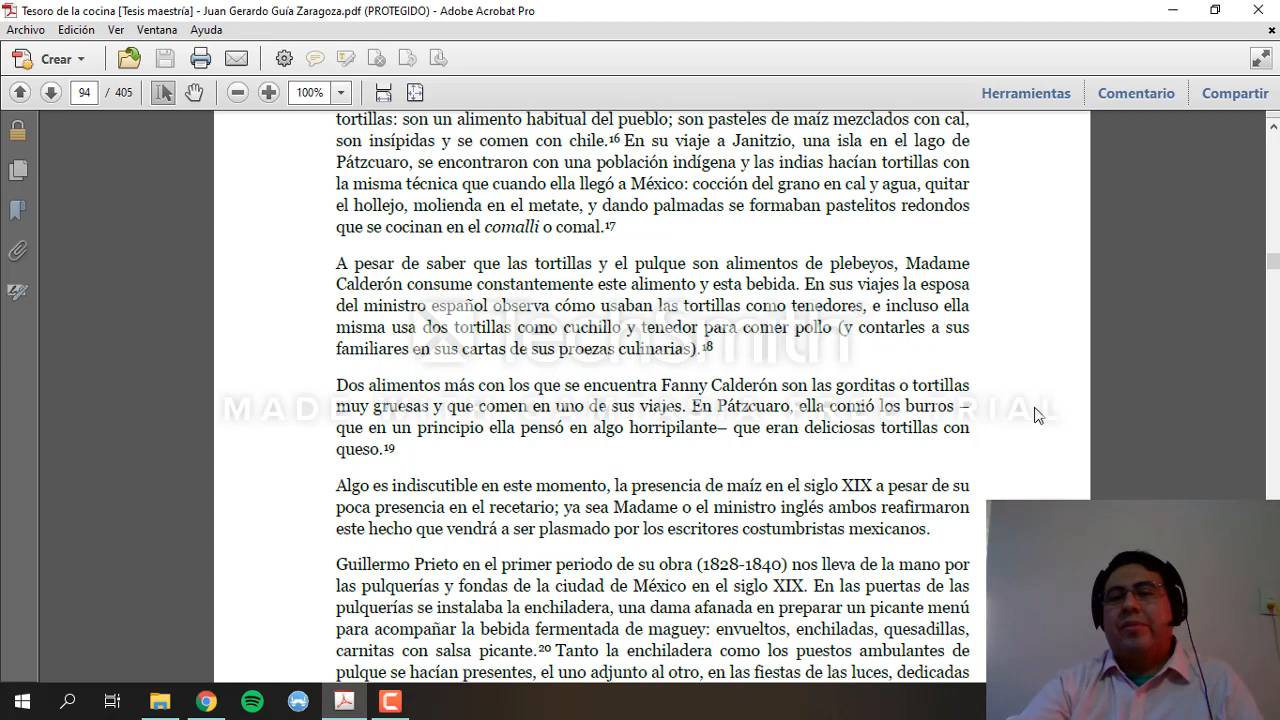 Tesoro de la cocina [Tesis maestría] - Juan Gerardo Guía Zaragoza.pdf (PROTEGIDO) - Adobe Acrobat Pro
Archivo Edición Ver Ventana Ayuda
Crear
94 / 405 100% Herramientas Comentario Compartir
tortillas: son un alimento habitual del pueblo; son pasteles de maíz mezclados con cal,
son insípidas y se comen con chile.16 En su viaje a Janitzio, una isla en el lago de
Pátzcuaro, se encontraron con una población indígena y las indias hacían tortillas con
la misma técnica que cuando ella llegó a México: cocción del grano en cal y agua, quitar
el hollejo, molienda en el metate, y dando palmadas se formaban pastelitos redondos
que se cocinan en el comalli o comal.17
A pesar de saber que las tortillas y el pulque son alimentos de plebeyos, Madame
Calderón consume constantemente este alimento y esta bebida. En sus viajes la esposa
del ministro español observa cómo usaban las tortillas como tenedores, e incluso ella
misma usa dos tortillas como cuchillo y tenedor para comer pollo (y contarles a sus
familiares en sus cartas de sus proezas culinarias).18
TechSmith
Dos alimentos más con los que se encuentra Fanny Calderón son las gorditas o tortillas
muy gruesas y que comen en uno de sus viajes. En Pátzcuaro, ella comió los burros –
MADE WITH CAMTASIA FREE TRIAL
que en un principio ella pensó en algo horripilante– que eran deliciosas tortillas con
queso.19
Algo es indiscutible en este momento, la presencia de maíz en el siglo XIX a pesar de su
poca presencia en el recetario; ya sea Madame o el ministro inglés ambos reafirmaron
este hecho que vendrá a ser plasmado por los escritores costumbristas mexicanos.
Guillermo Prieto en el primer periodo de su obra (1828-1840) nos lleva de la mano por
las pulquerías y fondas de la ciudad de México en el siglo XIX. En las puertas de las
pulquerías se instalaba la enchiladera, una dama afanada en preparar un picante menú
para acompañar la bebida fermentada de maguey: envueltos, enchiladas, quesadillas,
carnitas con salsa picante.20 Tanto la enchiladera como los puestos ambulantes de
pulque se hacían presentes, el uno adjunto al otro, en las fiestas de las luces, dedicadas